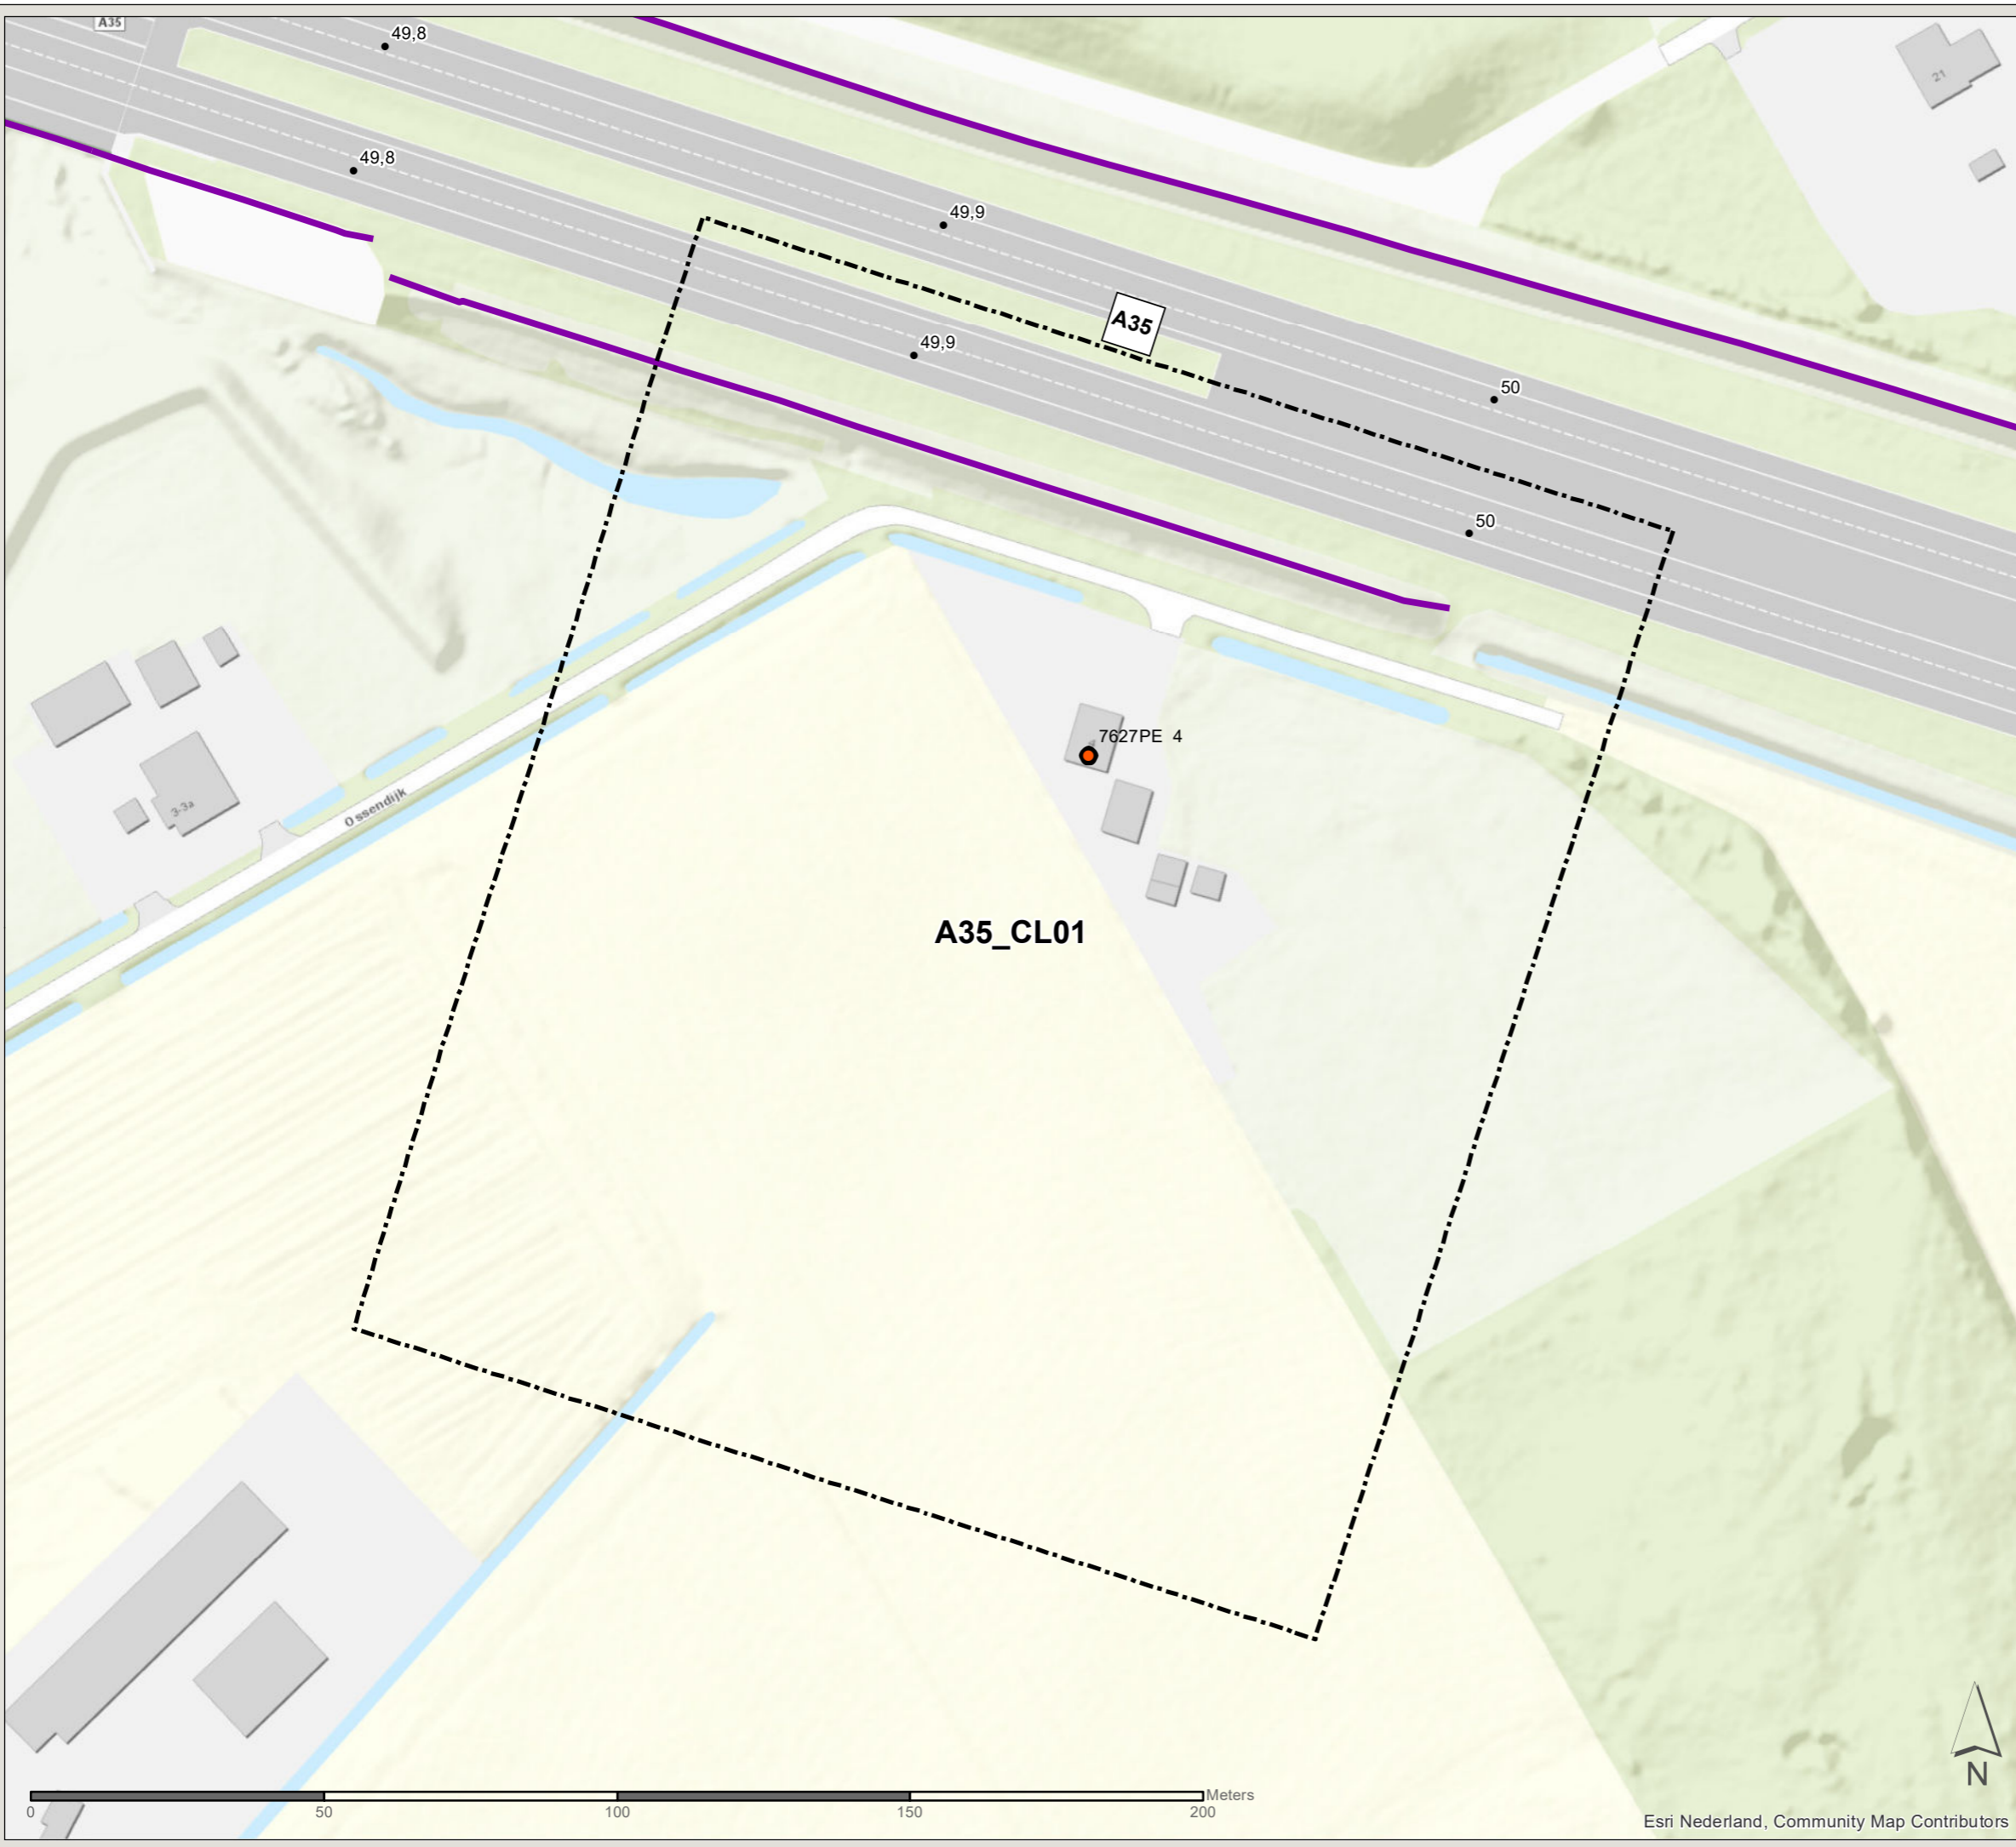 A35
49,8
21
49,8
49,9
A35
49,9
50
50
7627PE 4
3-3a
Ossendijk
A35_CL01
Meters
0 50 100 150 200
N
Esri Nederland, Community Map Contributors